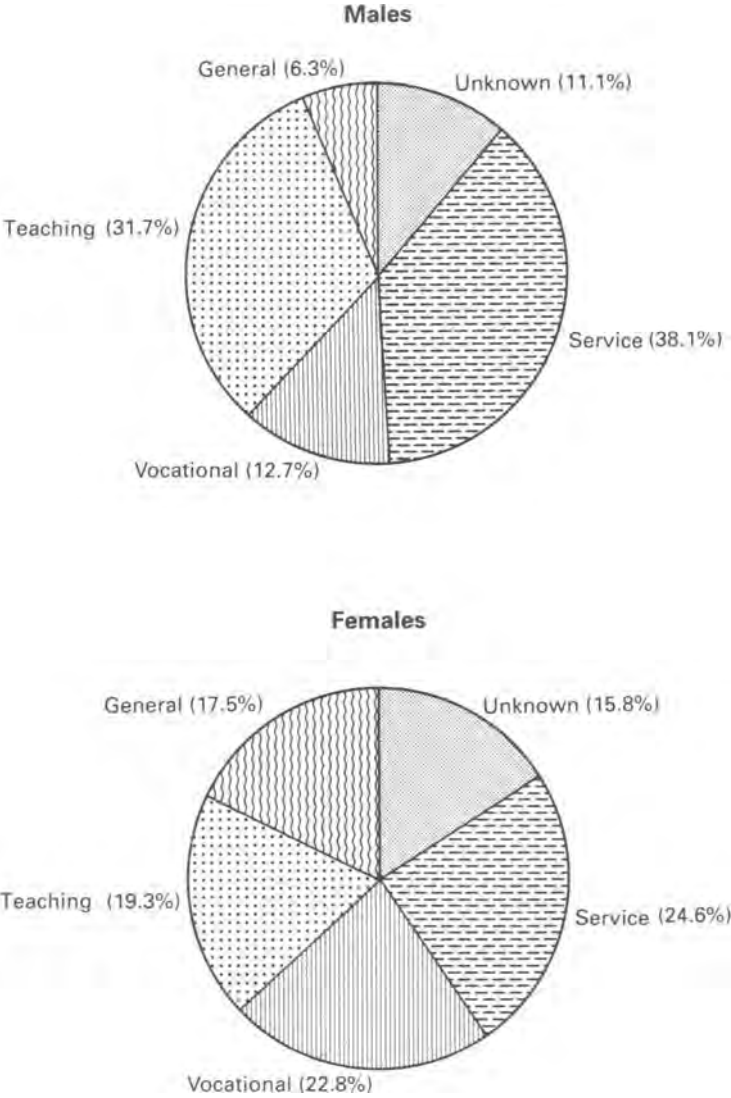 Males
General (6.3%)
Unknown (11.1%)
Teaching (31.7%)
Service (38.1%)
Vocational (12.7%)
Females
General (17.5%)
Unknown (15.8%)
Teaching (19.3%)
Service (24.6%)
Vocational (22.8%)